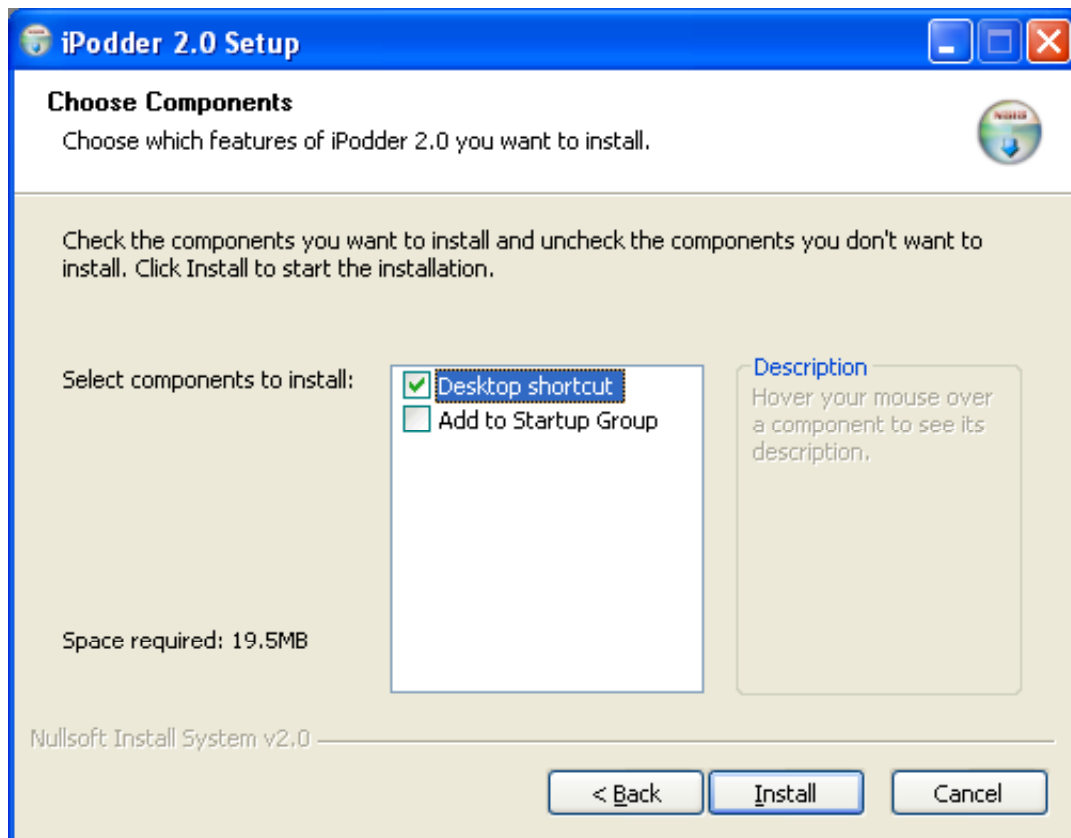 iPodder 2.0 Setup
Choose Components
Choose which features of iPodder 2.0 you want to install.
Check the components you want to install and uncheck the components you don't want to
install. Click Install to start the installation.
Select components to install:
Desktop shortcut
Add to Startup Group
Description
Hover your mouse over
a component to see its
description.
Space required: 19.5MB
Nullsoft Install System v2.0
< Back
Install
Cancel